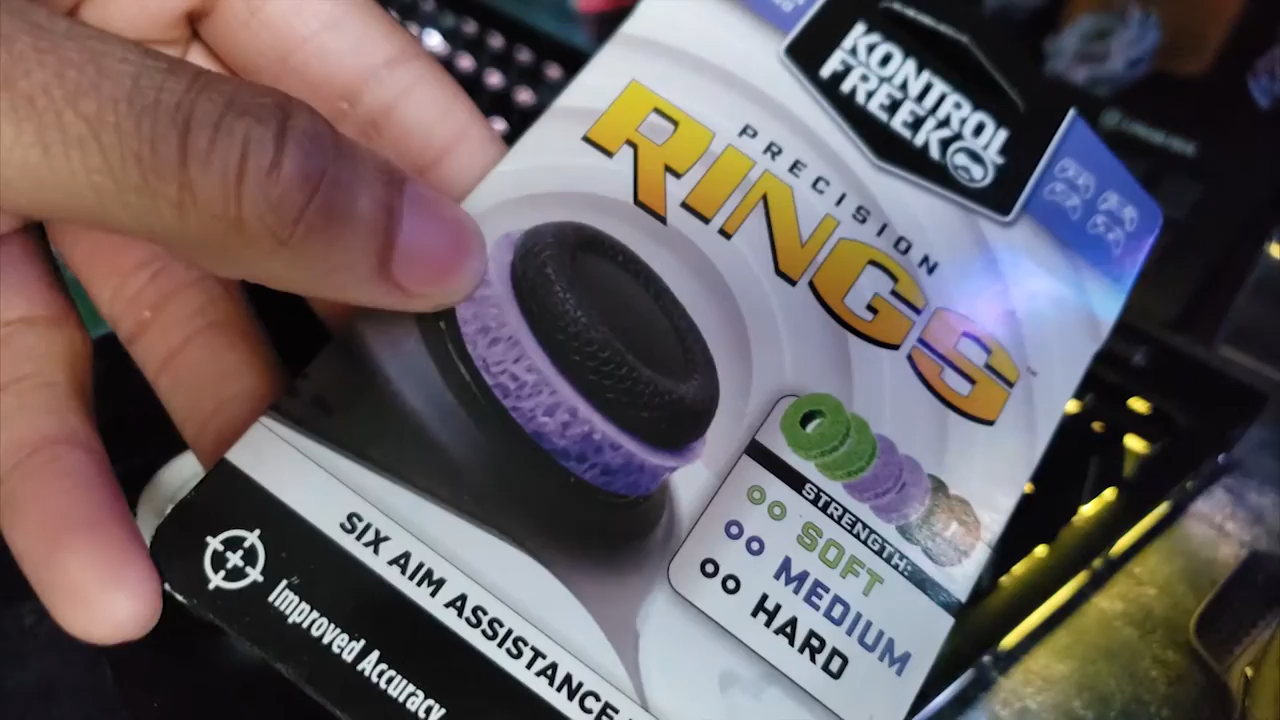 KONTROL
FREEK
PRECISION
RINGS
STRENGTH:
SOFT
MEDIUM
HARD
SIX AIM ASSISTANCE
Improved Accuracy